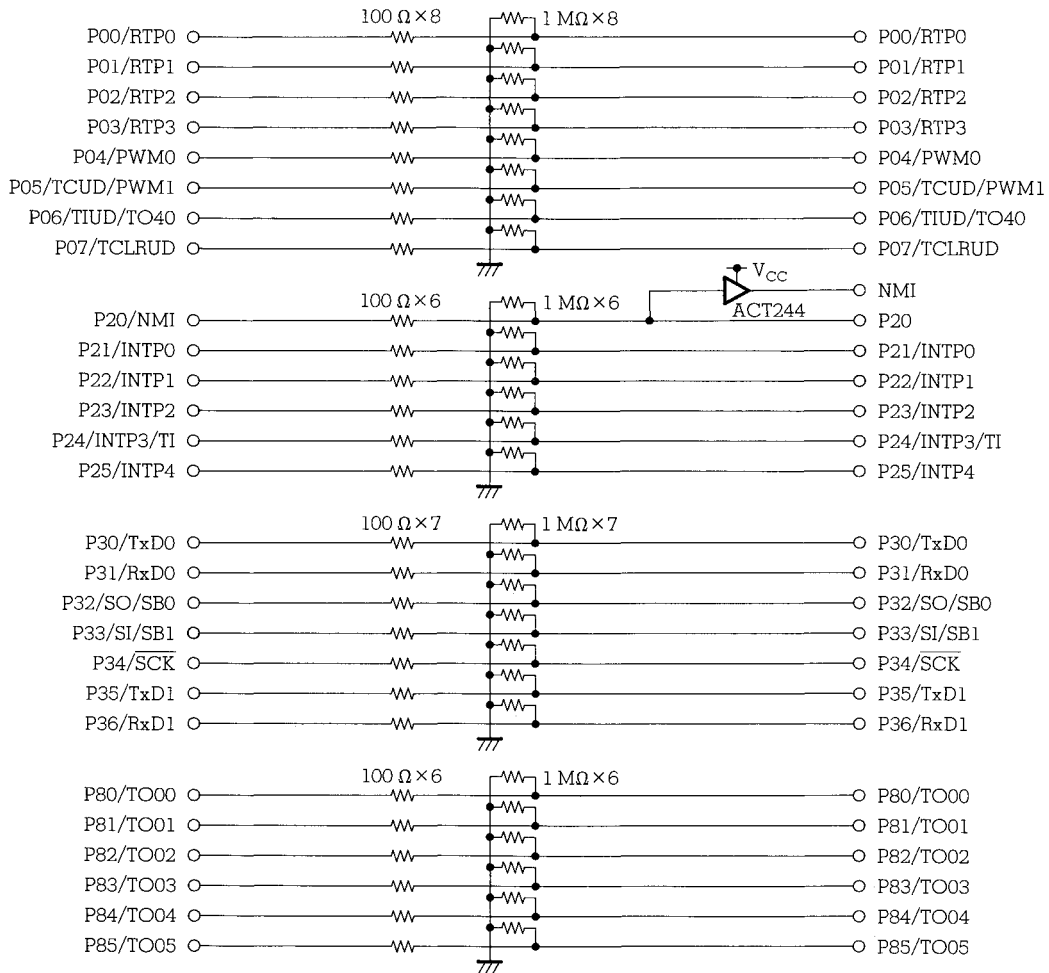 100 Ω×8 1 MΩ×8
P00/RTP0 P00/RTP0
P01/RTP1 P01/RTP1
P02/RTP2 P02/RTP2
P03/RTP3 P03/RTP3
P04/PWM0 P04/PWM0
P05/TCUD/PWM1 P05/TCUD/PWM1
P06/TIUD/TO40 P06/TIUD/TO40
P07/TCLRUD P07/TCLRUD
VCC
NMI
100 Ω×6 1 MΩ×6 ACT244
P20/NMI P20
P21/INTP0 P21/INTP0
P22/INTP1 P22/INTP1
P23/INTP2 P23/INTP2
P24/INTP3/TI P24/INTP3/TI
P25/INTP4 P25/INTP4
100 Ω×7 1 MΩ×7
P30/TxD0 P30/TxD0
P31/RxD0 P31/RxD0
P32/SO/SB0 P32/SO/SB0
P33/SI/SB1 P33/SI/SB1
P34/S̅C̅K̅ P34/S̅C̅K̅
P35/TxD1 P35/TxD1
P36/RxD1 P36/RxD1
100 Ω×6 1 MΩ×6
P80/TO00 P80/TO00
P81/TO01 P81/TO01
P82/TO02 P82/TO02
P83/TO03 P83/TO03
P84/TO04 P84/TO04
P85/TO05 P85/TO05